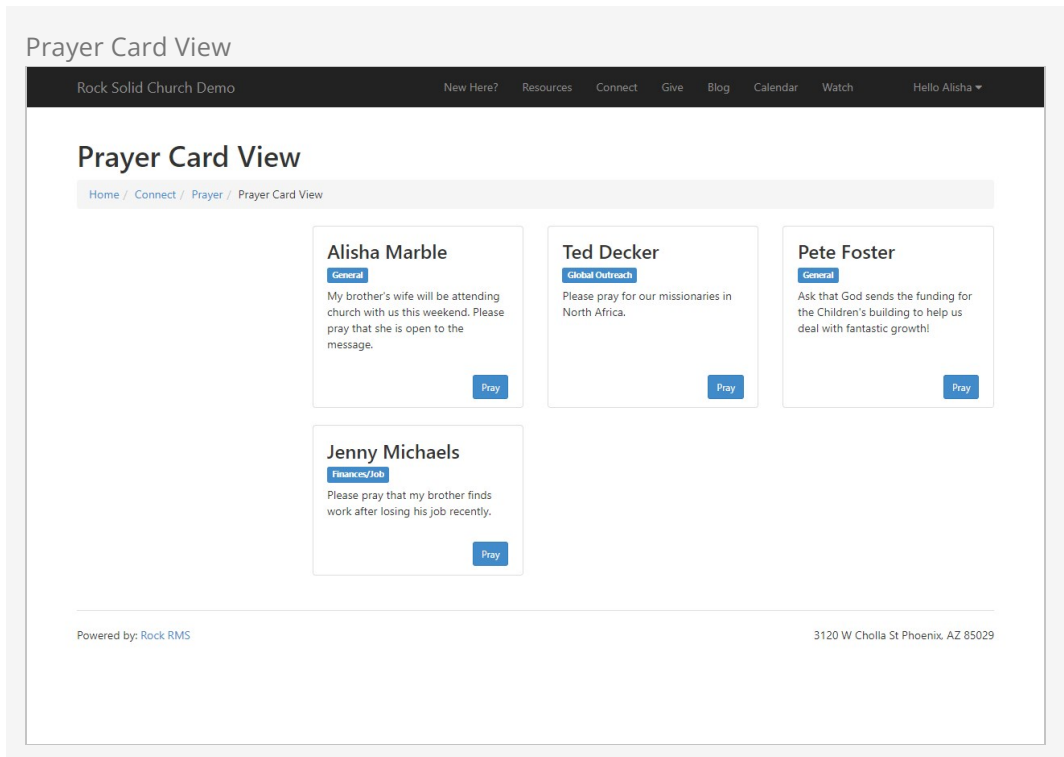 Prayer Card View
Rock Solid Church Demo New Here? Resources Connect Give Blog Calendar Watch Hello Alisha
Prayer Card View
Home / Connect / Prayer / Prayer Card View
Alisha Marble
General
My brother's wife will be attending
church with us this weekend. Please
pray that she is open to the
message.
Pray
Ted Decker
Global Outreach
Please pray for our missionaries in
North Africa.
Pray
Pete Foster
General
Ask that God sends the funding for
the Children's building to help us
deal with fantastic growth!
Pray
Jenny Michaels
Finances/Job
Please pray that my brother finds
work after losing his job recently.
Pray
Powered by: Rock RMS 3120 W Cholla St Phoenix, AZ 85029